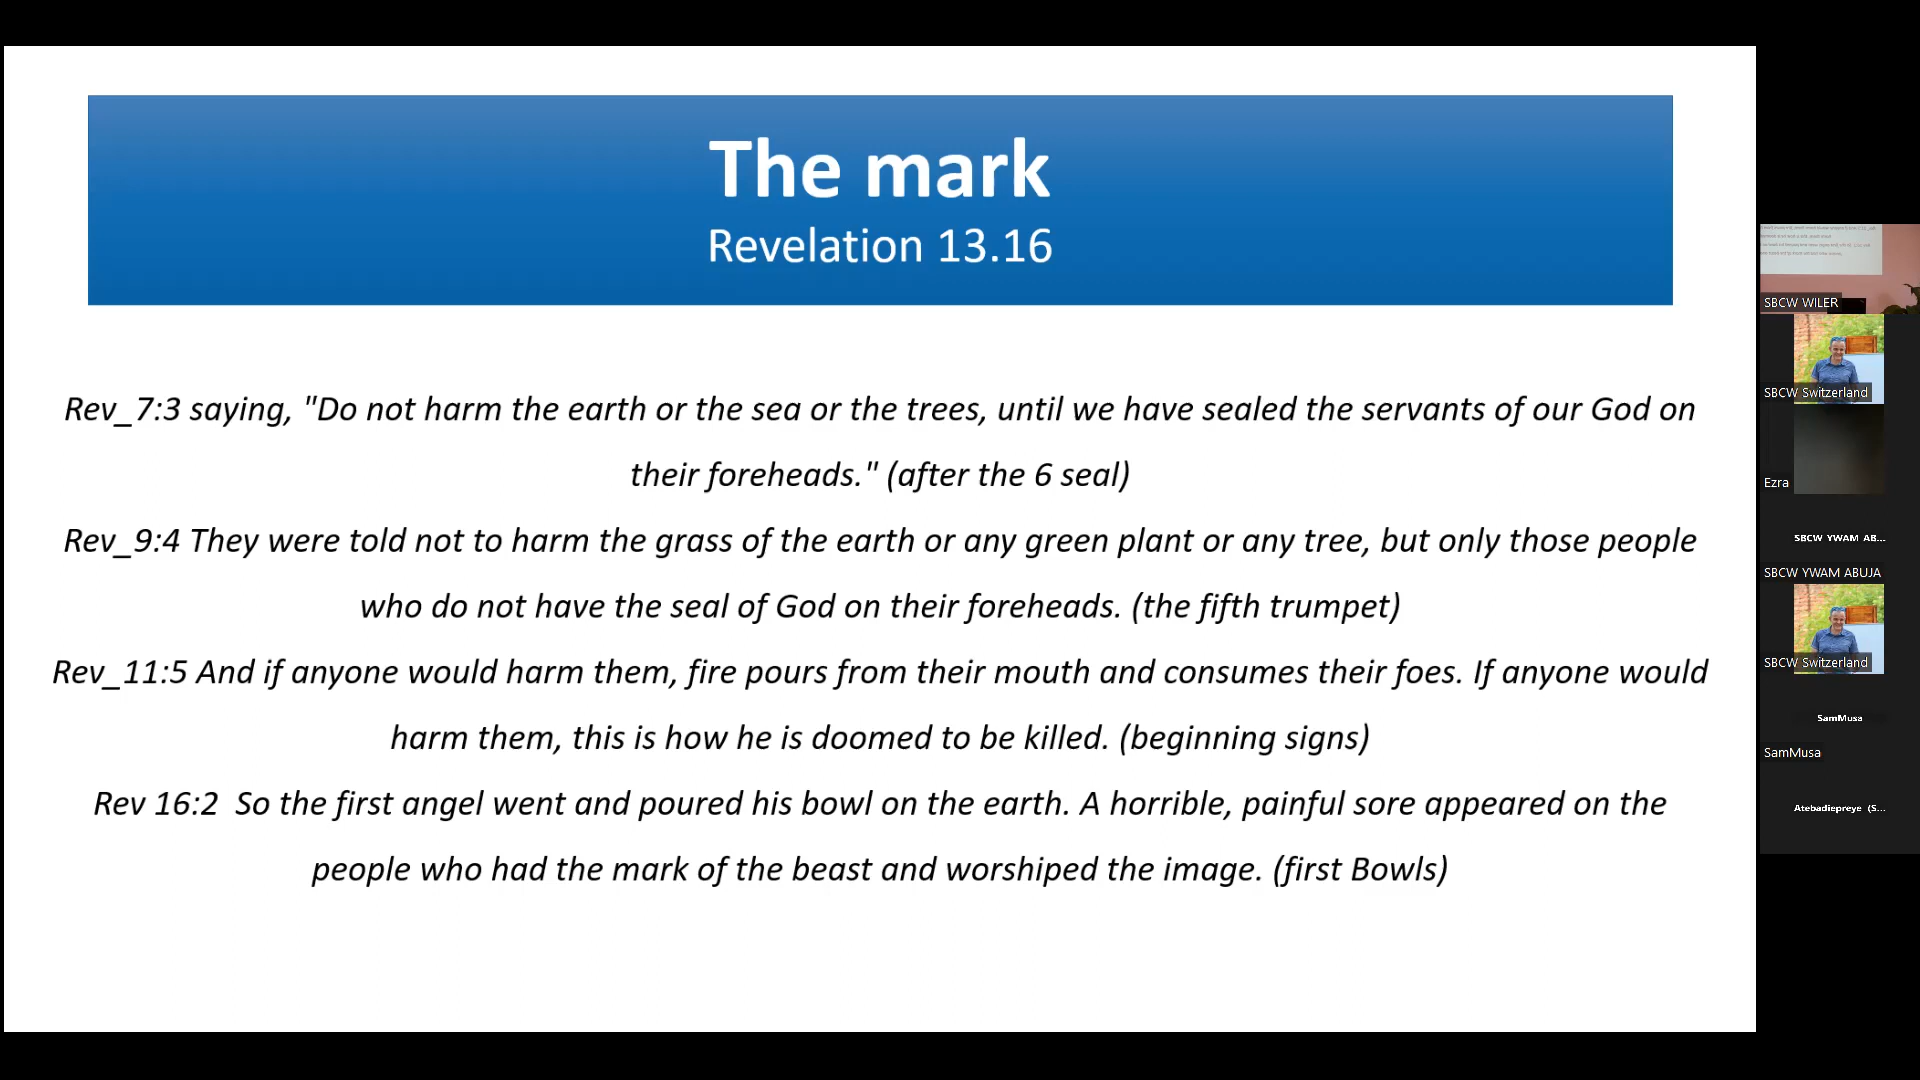 The mark
Revelation 13.16
Rev_7:3 saying, "Do not harm the earth or the sea or the trees, until we have sealed the servants of our God on
their foreheads." (after the 6 seal)
Rev_9:4 They were told not to harm the grass of the earth or any green plant or any tree, but only those people
who do not have the seal of God on their foreheads. (the fifth trumpet)
Rev_11:5 And if anyone would harm them, fire pours from their mouth and consumes their foes. If anyone would
harm them, this is how he is doomed to be killed. (beginning signs)
Rev 16:2  So the first angel went and poured his bowl on the earth. A horrible, painful sore appeared on the
people who had the mark of the beast and worshiped the image. (first Bowls)
SBCW WILER
SBCW Switzerland
Ezra
SBCW YWAM AB...
SBCW YWAM ABUJA
SBCW Switzerland
SamMusa
SamMusa
Atebadiepreye (S...